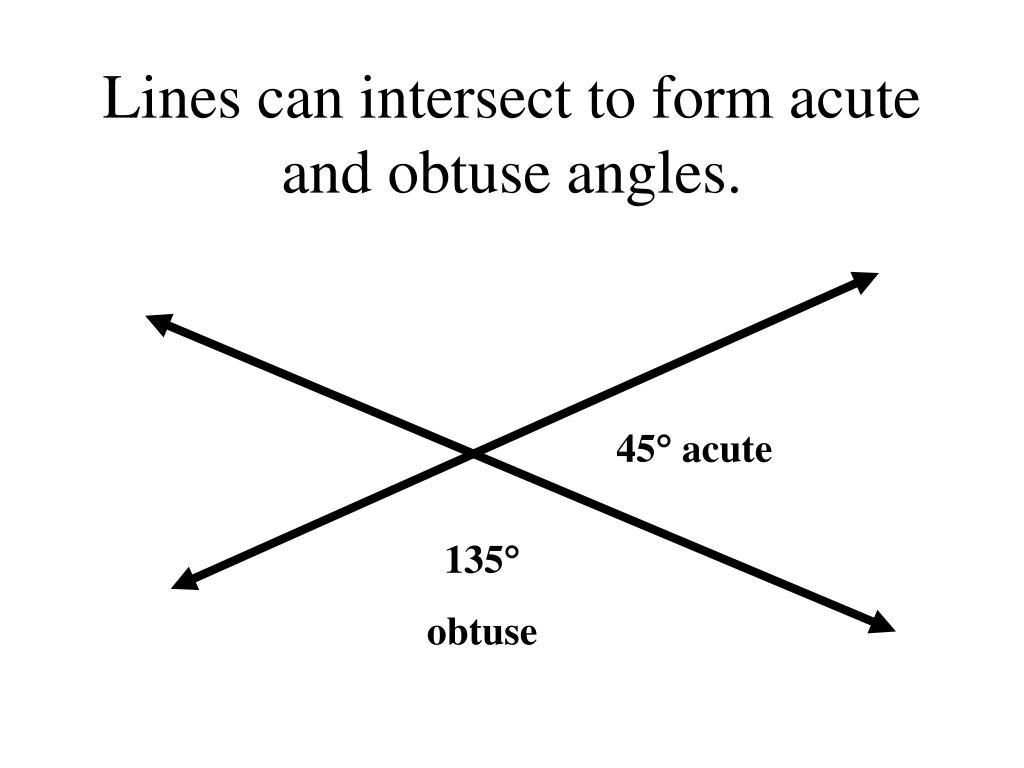 Lines can intersect to form acute
and obtuse angles.
45° acute
135°
obtuse